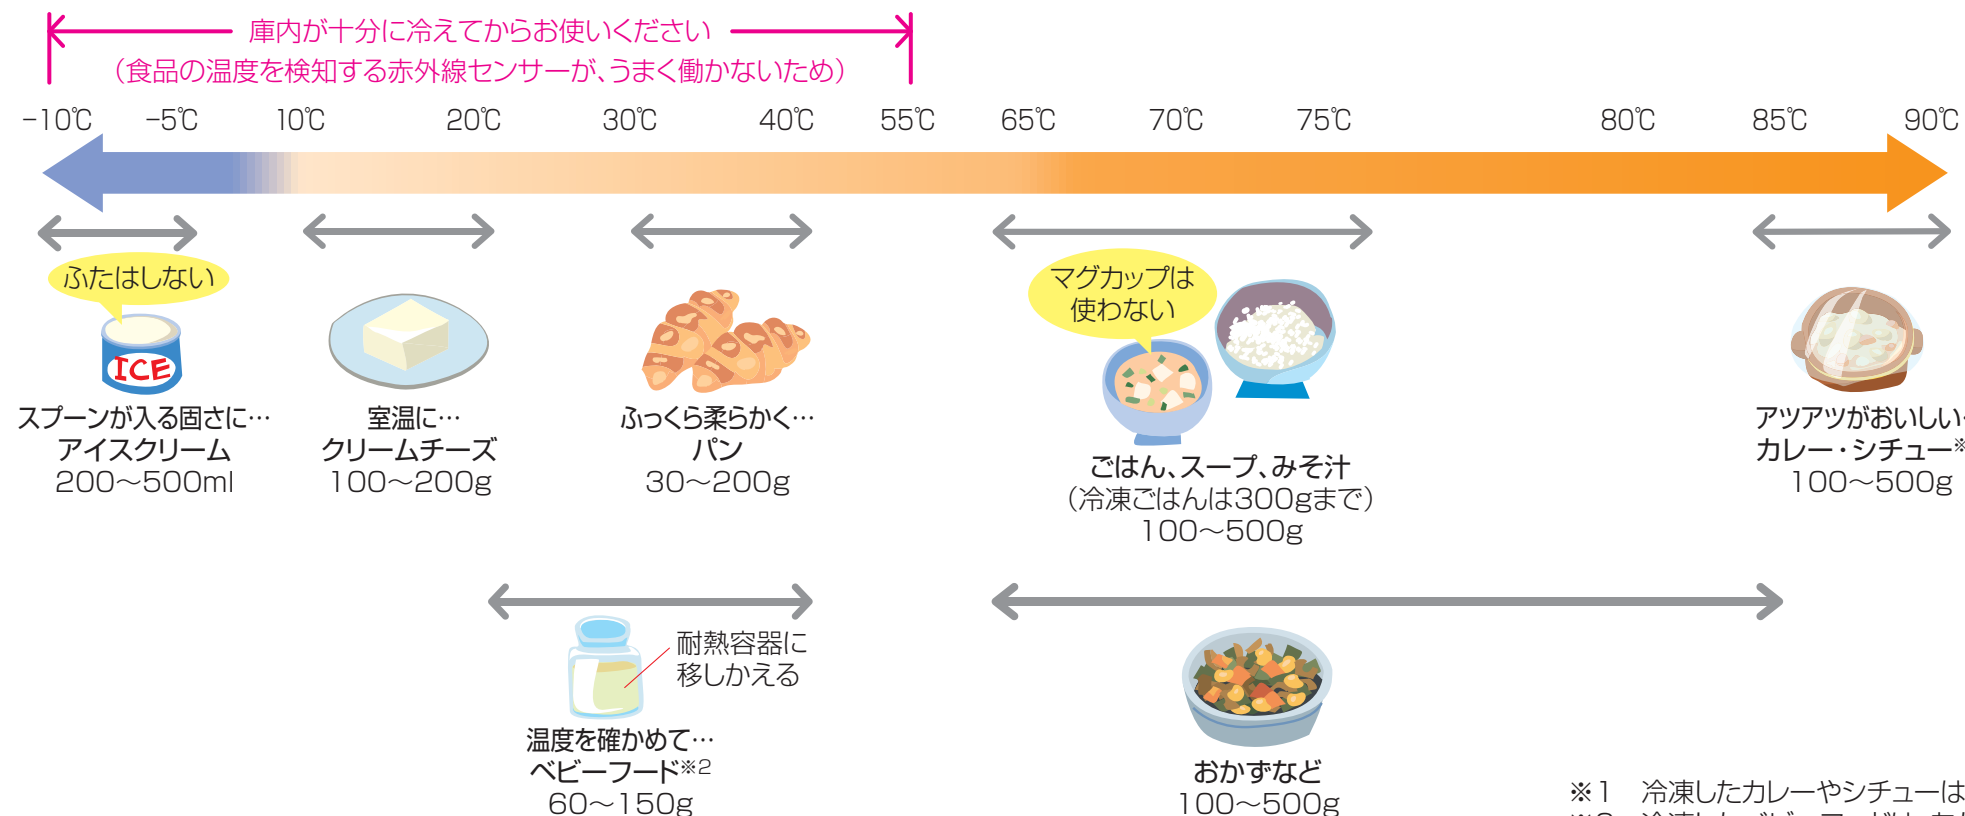 庫内が十分に冷えてからお使いください
（食品の温度を検知する赤外線センサーが、うまく働かないため）
−10℃ −5℃ 10℃ 20℃ 30℃ 40℃ 55℃ 65℃ 70℃ 75℃ 80℃ 85℃ 90℃
ふたはしない
ICE
スプーンが入る固さに…
アイスクリーム
200〜500ml
室温に…
クリームチーズ
100〜200g
ふっくら柔らかく…
パン
30〜200g
マグカップは
使わない
ごはん、スープ、みそ汁
（冷凍ごはんは300gまで）
100〜500g
アツアツがおいしい
カレー・シチュー※
100〜500g
耐熱容器に
移しかえる
温度を確かめて…
ベビーフード※2
60〜150g
おかずなど
100〜500g
※1 冷凍したカレーやシチューは